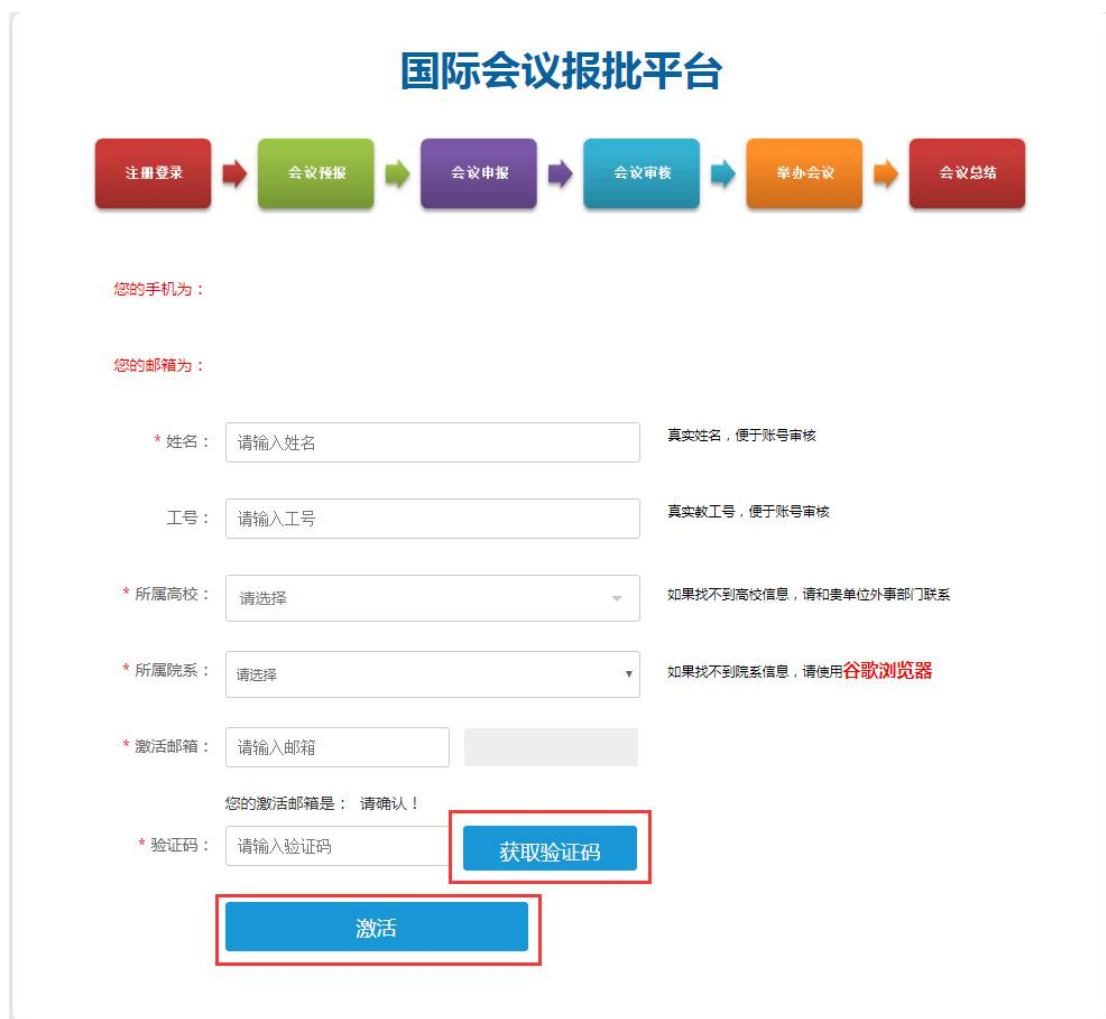 国际会议报批平台
注册登录 会议预报 会议申报 会议审核 举办会议 会议总结
您的手机为：
您的邮箱为：
* 姓名： 请输入姓名 真实姓名，便于账号审核
工号： 请输入工号 真实教工号，便于账号审核
* 所属高校： 请选择 如果找不到高校信息，请和贵单位外事部门联系
* 所属院系： 请选择 如果找不到院系信息，请使用谷歌浏览器
* 激活邮箱： 请输入邮箱
您的激活邮箱是： 请确认！
* 验证码： 请输入验证码 获取验证码
激活